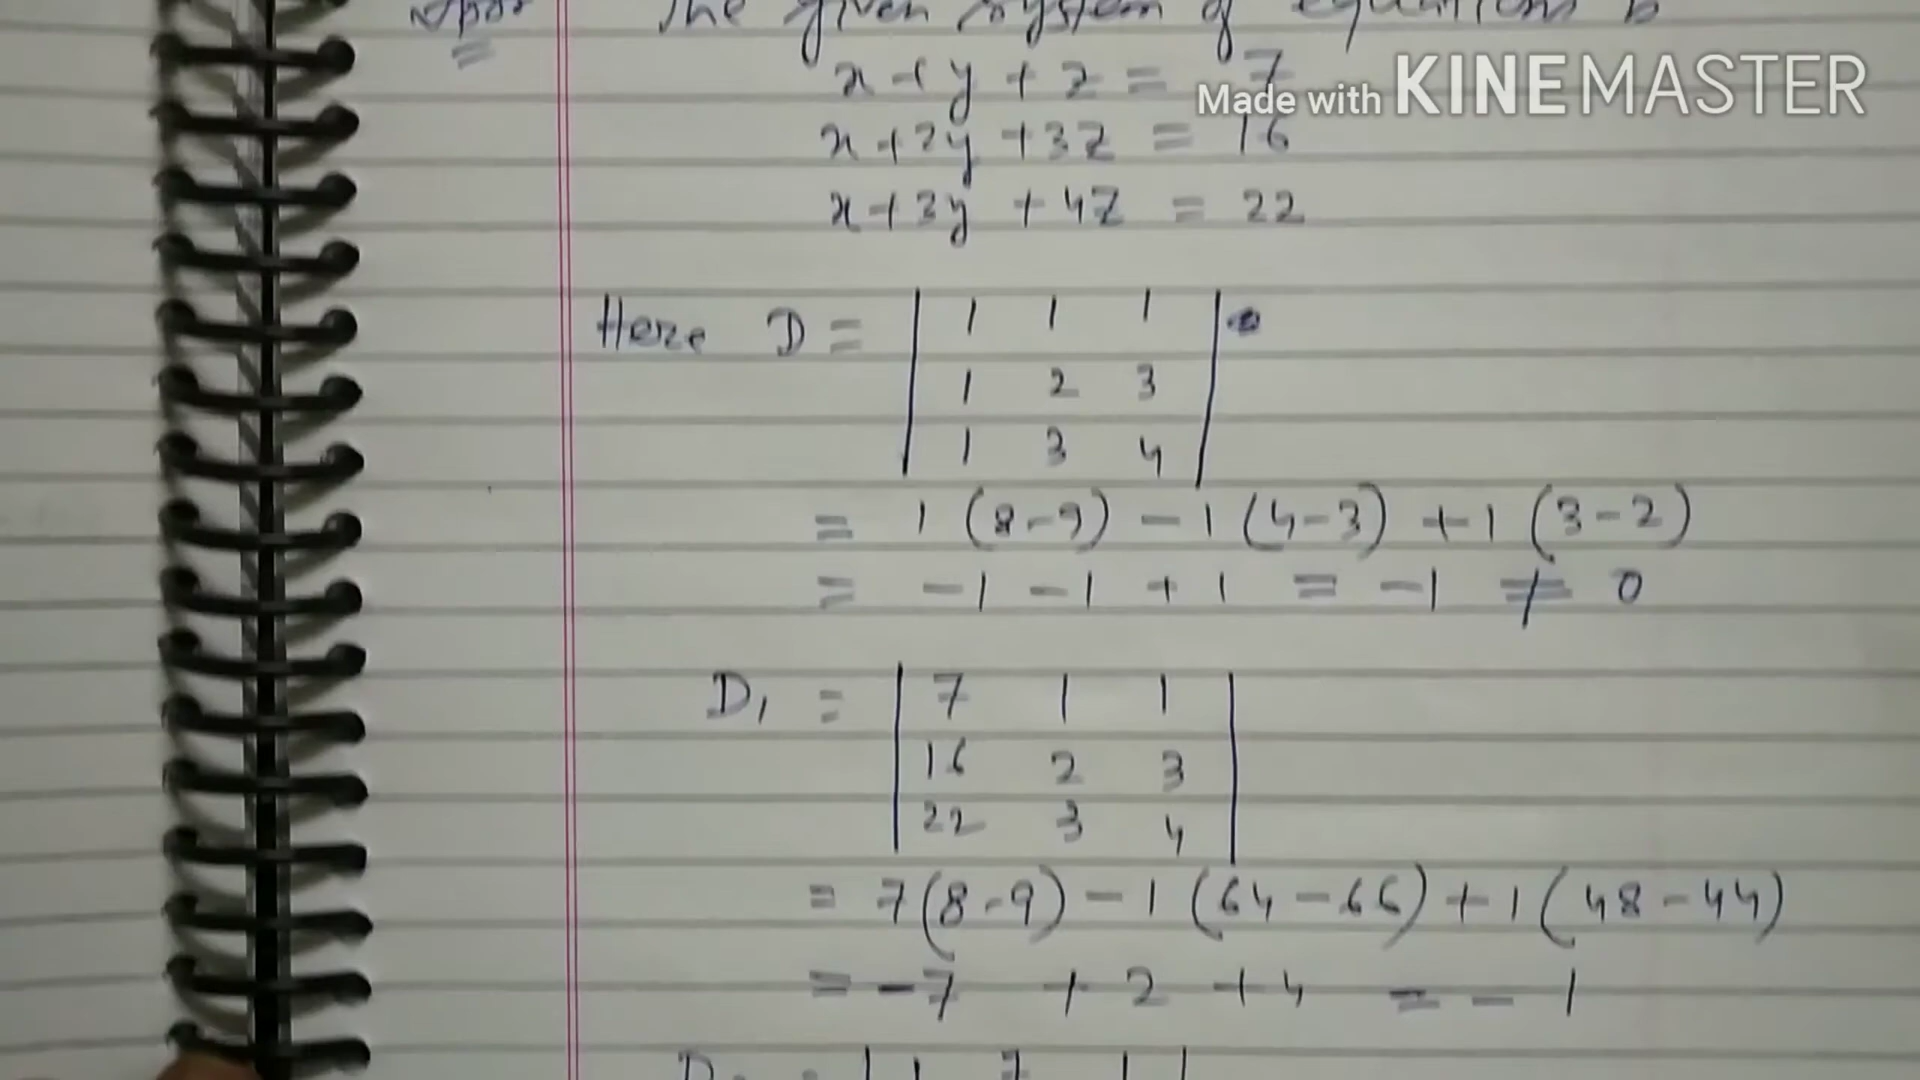 The given system of equations is
x + y + z = 7
Made with KINEMASTER
x + 2y + 3z = 16
x + 3y + 4z = 22
Here D = | 1 1 1 |
1 2 3
1 3 4
= 1 (8-9) - 1 (4-3) + 1 (3-2)
= -1 -1 + 1 = -1 ≠ 0
D₁ = | 7 1 1 |
16 2 3
22 3 4
= 7(8-9) - 1 (64-66) + 1 (48-44)
= -7 + 2 + 4 = -1